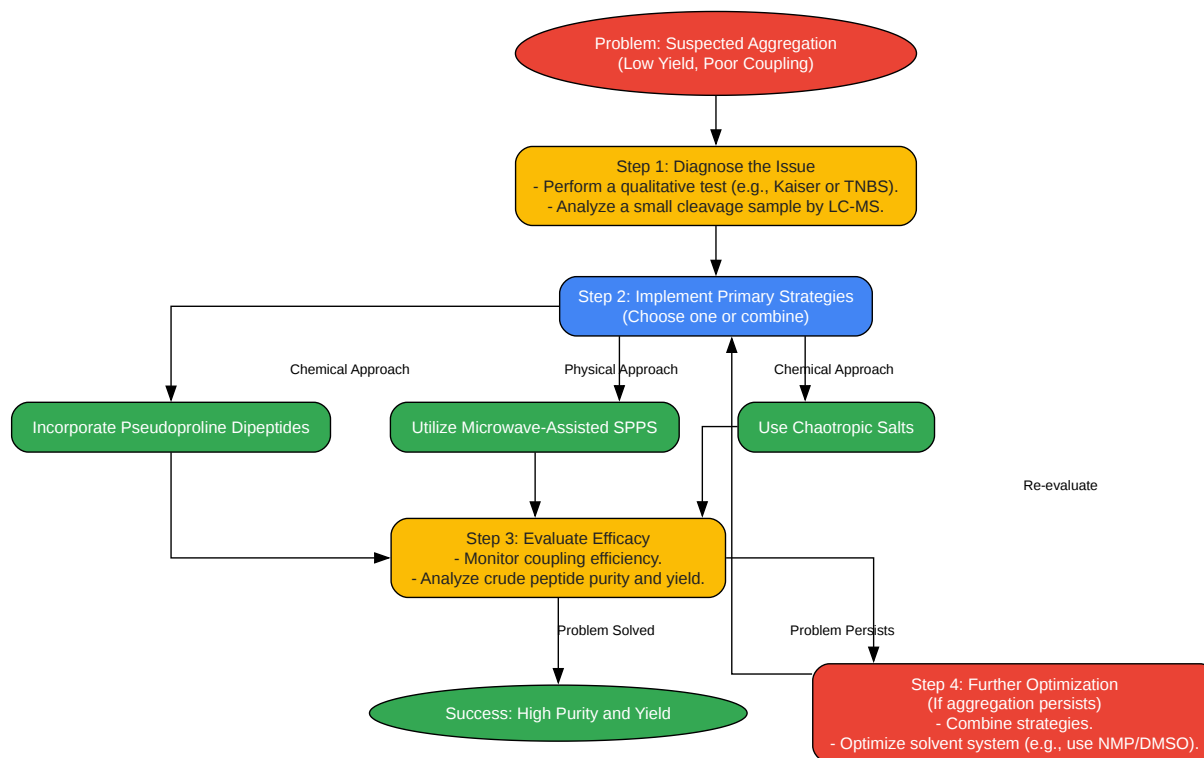 Problem: Suspected Aggregation
(Low Yield, Poor Coupling)
Step 1: Diagnose the Issue
- Perform a qualitative test (e.g., Kaiser or TNBS).
- Analyze a small cleavage sample by LC-MS.
Step 2: Implement Primary Strategies
(Choose one or combine)
Chemical Approach
Physical Approach
Chemical Approach
Incorporate Pseudoproline Dipeptides
Utilize Microwave-Assisted SPPS
Use Chaotropic Salts
Re-evaluate
Step 3: Evaluate Efficacy
- Monitor coupling efficiency.
- Analyze crude peptide purity and yield.
Problem Solved
Problem Persists
Success: High Purity and Yield
Step 4: Further Optimization
(If aggregation persists)
- Combine strategies.
- Optimize solvent system (e.g., use NMP/DMSO).